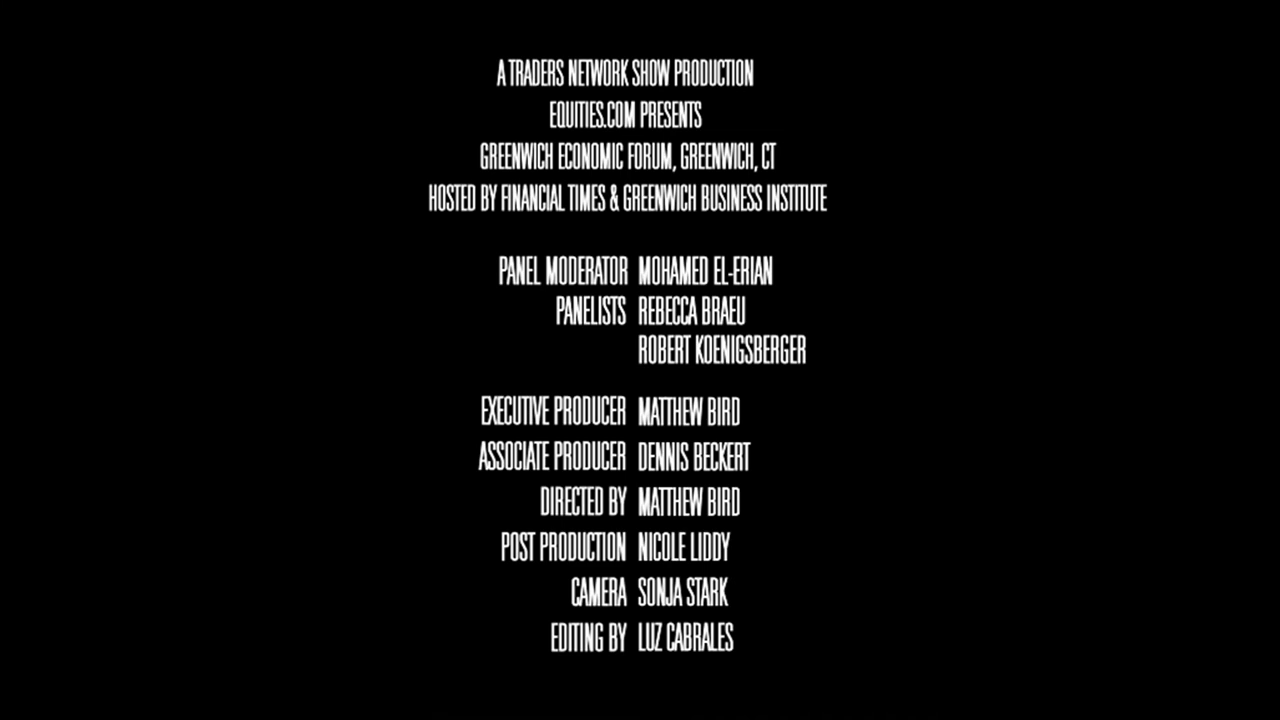 A TRADERS NETWORK SHOW PRODUCTION
EQUITIES.COM PRESENTS
GREENWICH ECONOMIC FORUM, GREENWICH, CT
HOSTED BY FINANCIAL TIMES & GREENWICH BUSINESS INSTITUTE
PANEL MODERATOR MOHAMED EL-ERIAN
PANELISTS REBECCA BRAEU
ROBERT KOENIGSBERGER
EXECUTIVE PRODUCER MATTHEW BIRD
ASSOCIATE PRODUCER DENNIS BECKERT
DIRECTED BY MATTHEW BIRD
POST PRODUCTION NICOLE LIDDY
CAMERA SONJA STARK
EDITING BY LUZ CABRALES